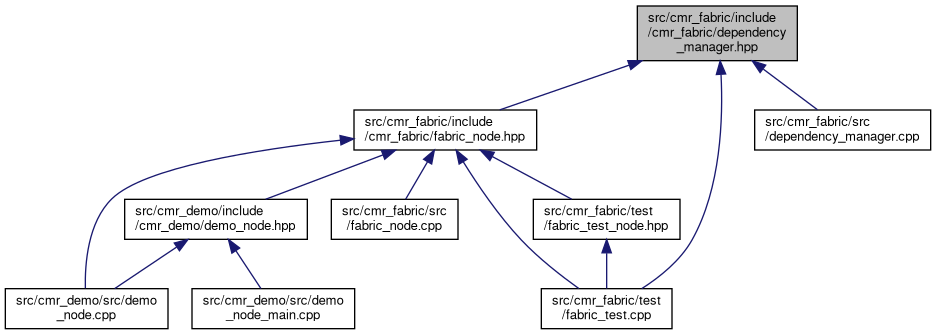 src/cmr_fabric/include
/cmr_fabric/dependency
_manager.hpp
src/cmr_fabric/include
/cmr_fabric/fabric_node.hpp
src/cmr_fabric/src
/dependency_manager.cpp
src/cmr_demo/include
/cmr_demo/demo_node.hpp
src/cmr_fabric/src
/fabric_node.cpp
src/cmr_fabric/test
/fabric_test_node.hpp
src/cmr_demo/src/demo
_node.cpp
src/cmr_demo/src/demo
_node_main.cpp
src/cmr_fabric/test
/fabric_test.cpp